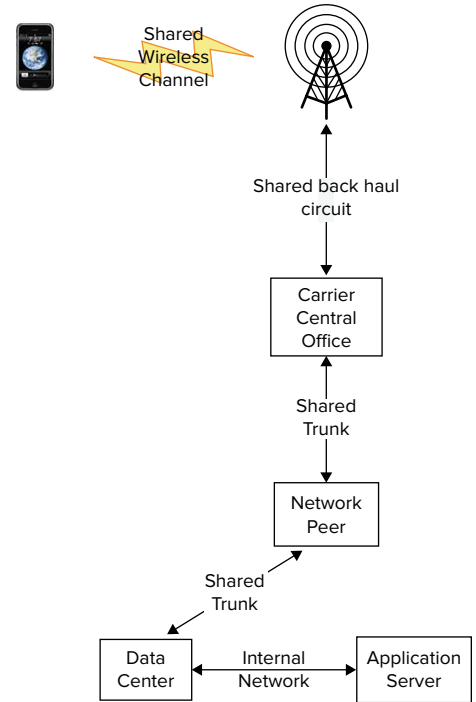 Shared
Wireless
Channel
Shared back haul
circuit
Carrier
Central
Office
Shared
Trunk
Network
Peer
Shared
Trunk
Data
Center
Internal
Network
Application
Server